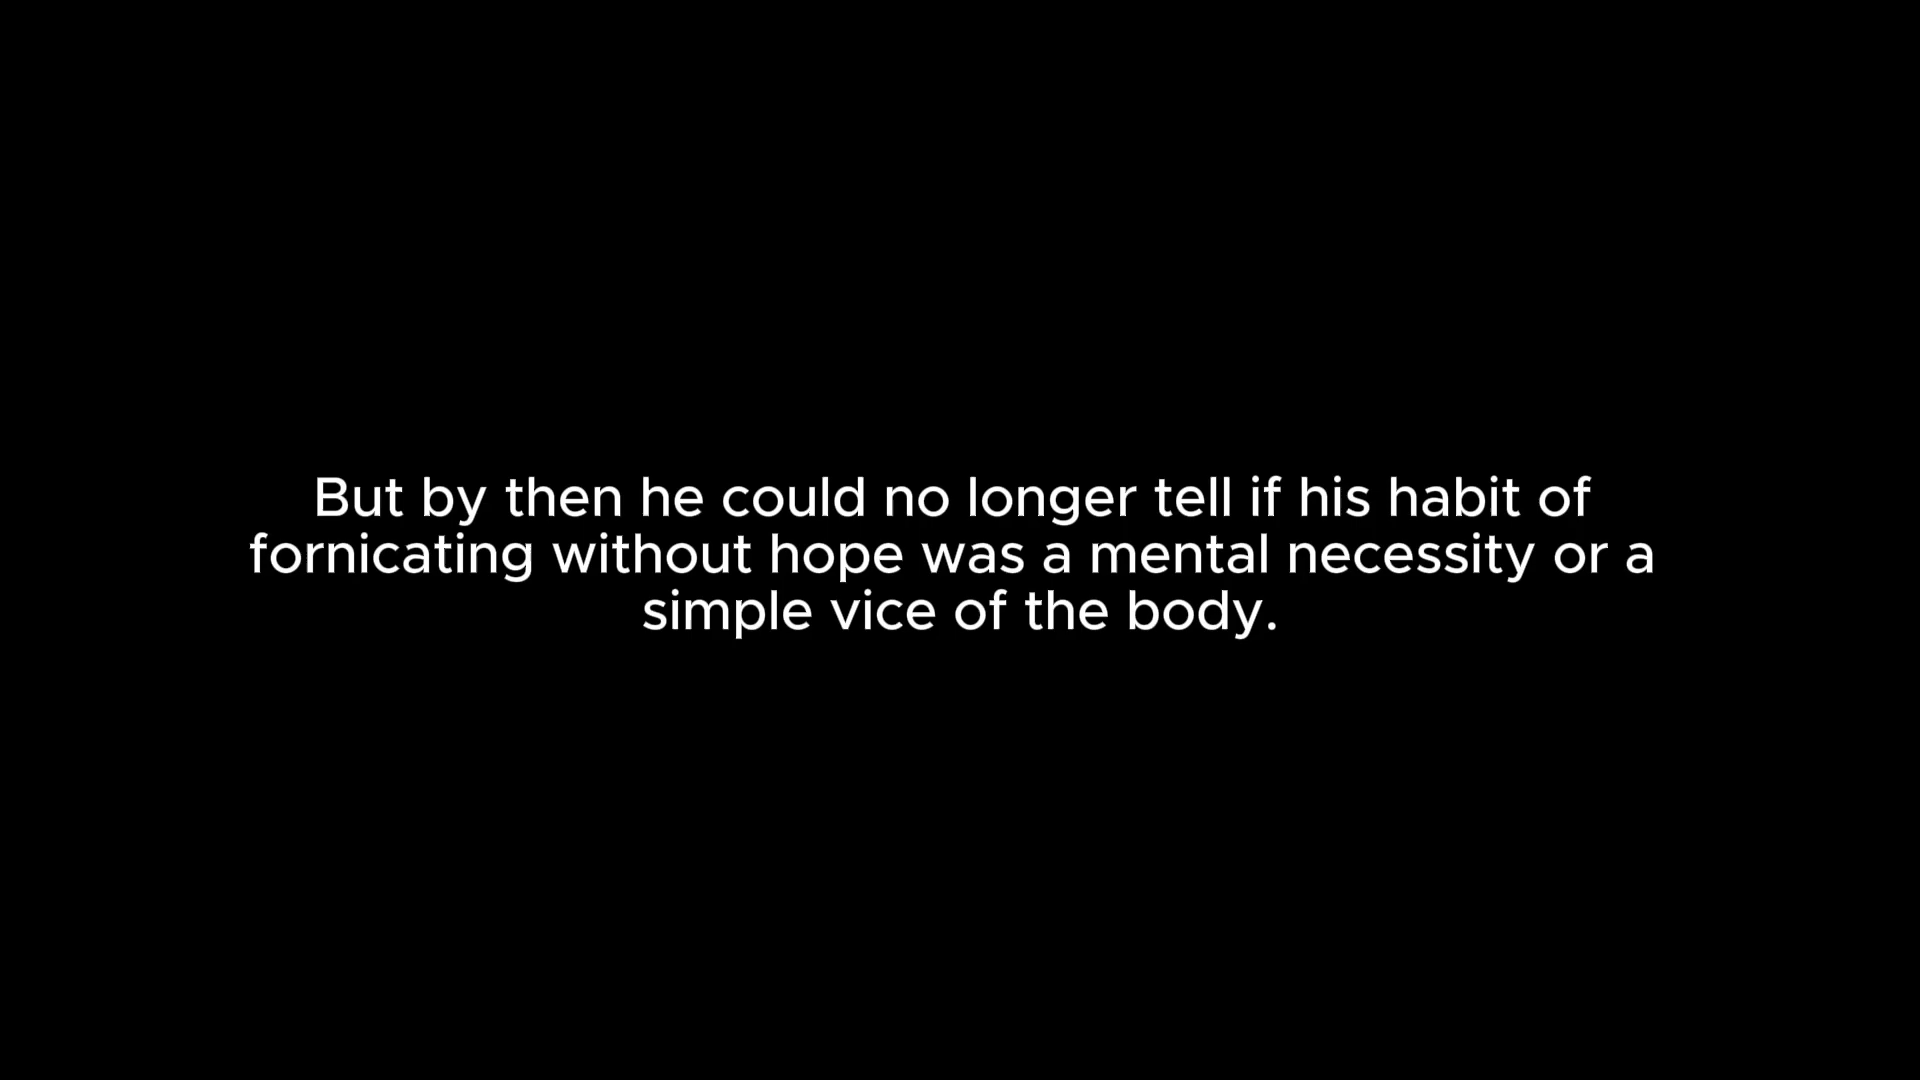 But by then he could no longer tell if his habit of
fornicating without hope was a mental necessity or a
simple vice of the body.